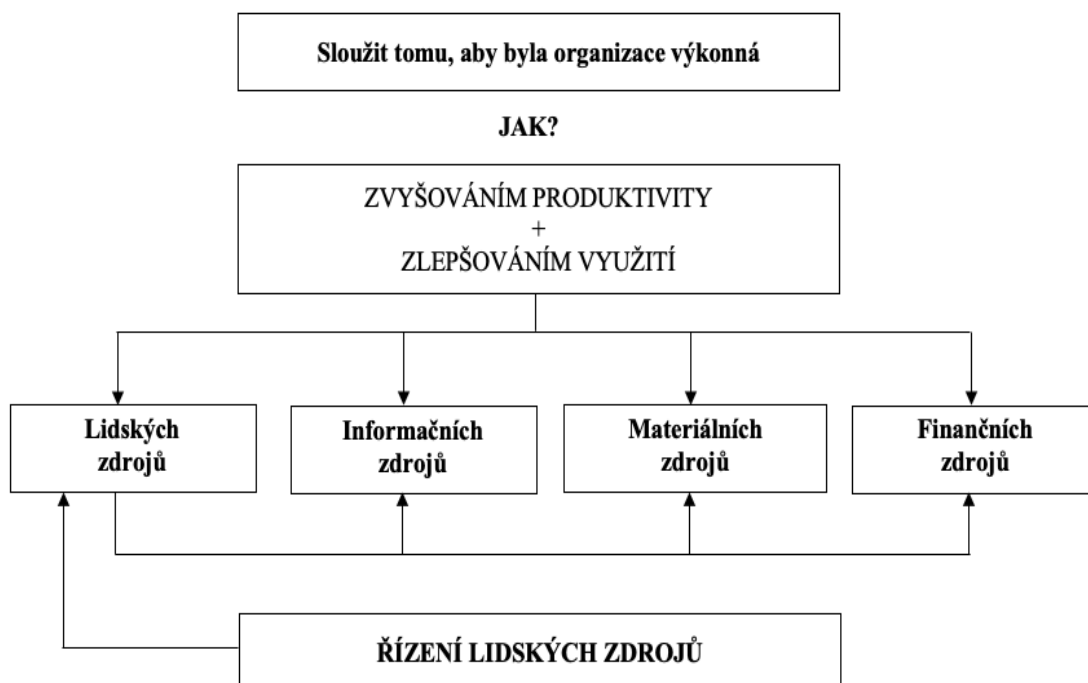 Sloužit tomu, aby byla organizace výkonná
JAK?
ZVYŠOVÁNÍM PRODUKTIVITY
+
ZLEPŠOVÁNÍM VYUŽITÍ
Lidských
zdrojů
Informačních
zdrojů
Materiálních
zdrojů
Finančních
zdrojů
ŘÍZENÍ LIDSKÝCH ZDROJŮ